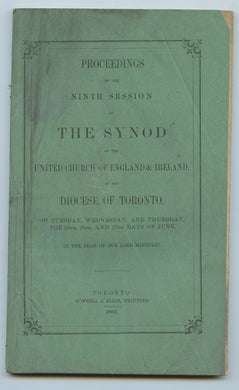 PROCEEDINGS
OF THE
NINTH SESSION
OF
THE SYNOD
OF THE
UNITED CHURCH OF ENGLAND & IRELAND,
IN THE
DIOCESE OF TORONTO,
ON TUESDAY, WEDNESDAY, AND THURSDAY,
THE 25TH, 26TH, AND 27TH DAYS OF JUNE,
IN THE YEAR OF OUR LORD MDCCCLXI.
TORONTO
ROWSELL & ELLIS, PRINTERS
1861.